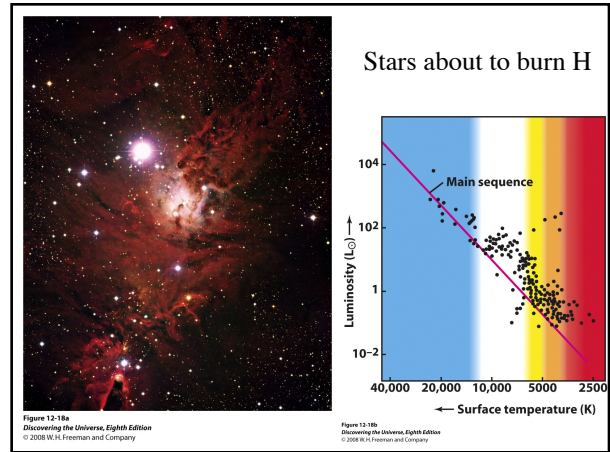 Stars about to burn H
10⁴
Main sequence
10²
Luminosity (L⊙) →
1
10⁻²
40,000 20,000 10,000 5000 2500
← Surface temperature (K)
Figure 12-18a
Discovering the Universe, Eighth Edition
© 2008 W. H. Freeman and Company
Figure 12-18b
Discovering the Universe, Eighth Edition
© 2008 W. H. Freeman and Company